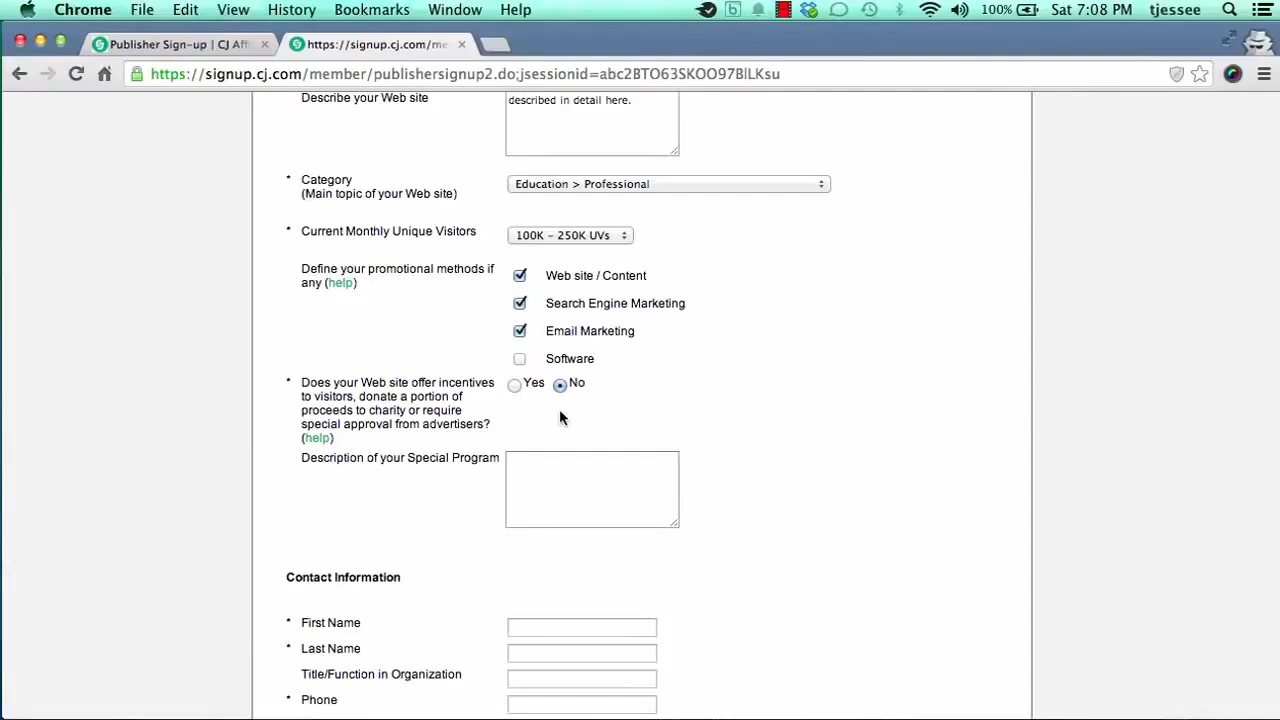 Chrome File Edit View History Bookmarks Window Help 100% Sat 7:08 PM tjessee
Publisher Sign-up | CJ Aff https://signup.cj.com/me
https://signup.cj.com/member/publishersignup2.do;jsessionid=abc2BTO63SKOO97BlLKsu
Describe your Web site described in detail here.
* Category Education > Professional
(Main topic of your Web site)
* Current Monthly Unique Visitors 100K - 250K UVs
Define your promotional methods if Web site / Content
any (help)
Search Engine Marketing
Email Marketing
Software
* Does your Web site offer incentives Yes No
to visitors, donate a portion of
proceeds to charity or require
special approval from advertisers?
(help)
Description of your Special Program
Contact Information
* First Name
* Last Name
Title/Function in Organization
* Phone